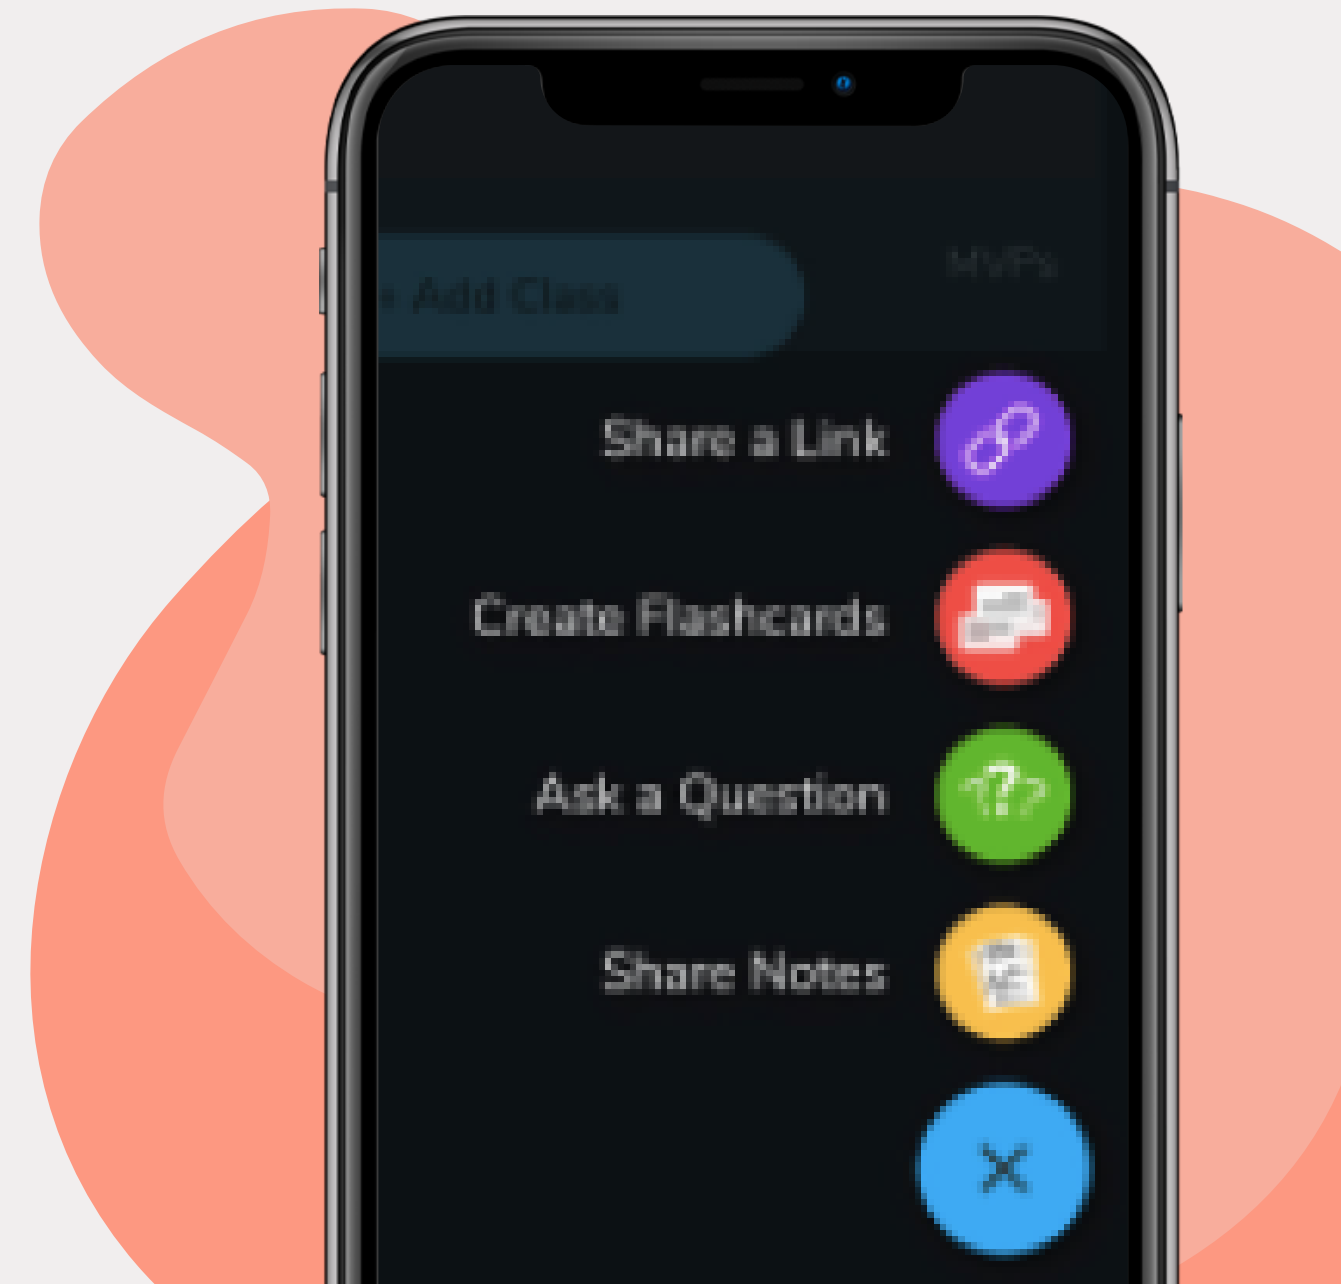 + Add Class
MVPs
Share a Link
Create Flashcards
Ask a Question
Share Notes